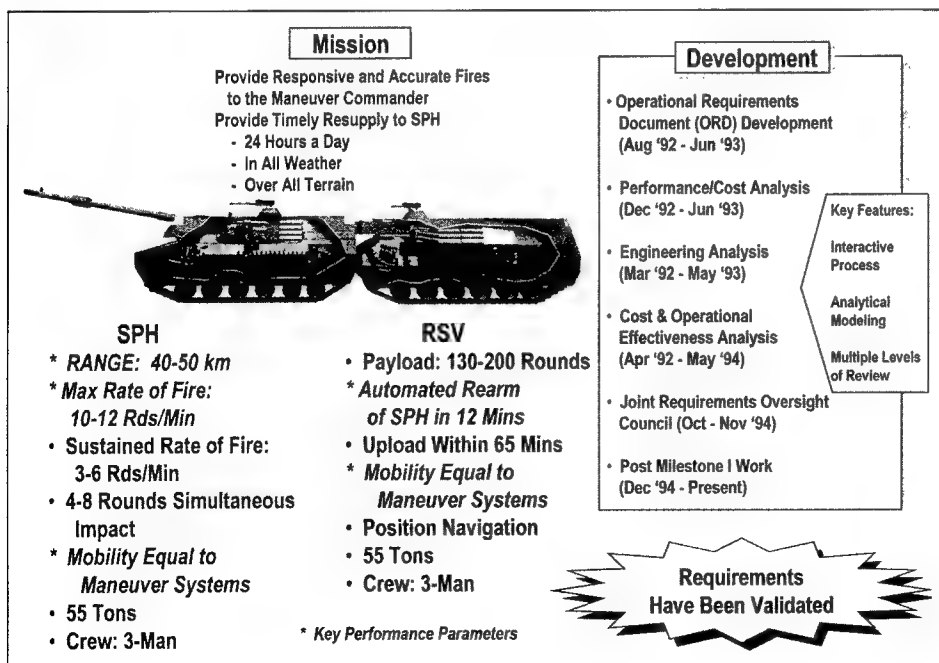 Mission
Provide Responsive and Accurate Fires
to the Maneuver Commander
Provide Timely Resupply to SPH
- 24 Hours a Day
- In All Weather
- Over All Terrain
SPH
* RANGE: 40-50 km
* Max Rate of Fire:
10-12 Rds/Min
• Sustained Rate of Fire:
3-6 Rds/Min
• 4-8 Rounds Simultaneous
Impact
* Mobility Equal to
Maneuver Systems
• 55 Tons
• Crew: 3-Man
RSV
• Payload: 130-200 Rounds
* Automated Rearm
of SPH in 12 Mins
• Upload Within 65 Mins
* Mobility Equal to
Maneuver Systems
• Position Navigation
• 55 Tons
• Crew: 3-Man
* Key Performance Parameters
Development
• Operational Requirements
Document (ORD) Development
(Aug '92 - Jun '93)
• Performance/Cost Analysis
(Dec '92 - Jun '93)
• Engineering Analysis
(Mar '92 - May '93)
• Cost & Operational
Effectiveness Analysis
(Apr '92 - May '94)
• Joint Requirements Oversight
Council (Oct - Nov '94)
• Post Milestone I Work
(Dec '94 - Present)
Key Features:
Interactive
Process
Analytical
Modeling
Multiple Levels
of Review
Requirements
Have Been Validated